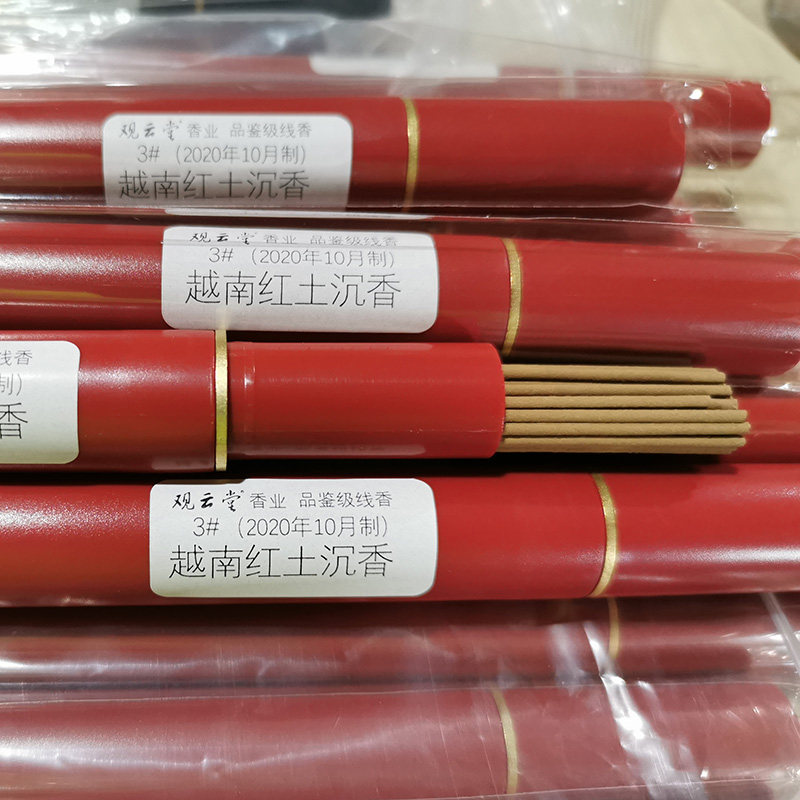 观云堂 香业 品鉴级线香
3# （2020年10月制）
越南红土沉香
观云堂 香业 品鉴级线香
3# （2020年10月制）
越南红土沉香
线香
制）
香
观云堂 香业 品鉴级线香
3# （2020年10月制）
越南红土沉香